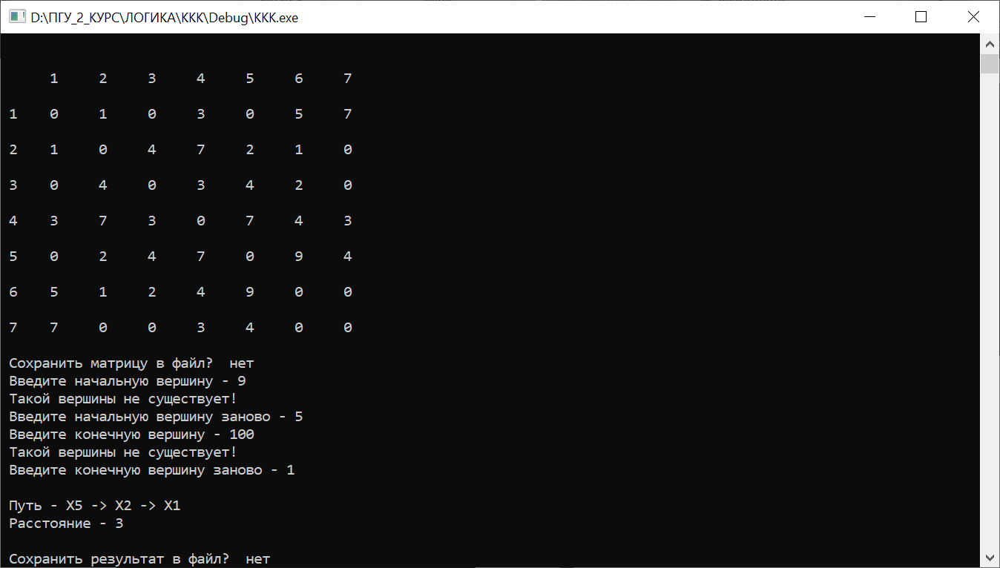 D:\ПГУ_2_КУРС\ЛОГИКА\ККК\Debug\ККК.exe
1 2 3 4 5 6 7
1 0 1 0 3 0 5 7
2 1 0 4 7 2 1 0
3 0 4 0 3 4 2 0
4 3 7 3 0 7 4 3
5 0 2 4 7 0 9 4
6 5 1 2 4 9 0 0
7 7 0 0 3 4 0 0
Сохранить матрицу в файл?  нет
Введите начальную вершину - 9
Такой вершины не существует!
Введите начальную вершину заново - 5
Введите конечную вершину - 100
Такой вершины не существует!
Введите конечную вершину заново - 1
Путь - X5 -> X2 -> X1
Расстояние - 3
Сохранить результат в файл?  нет